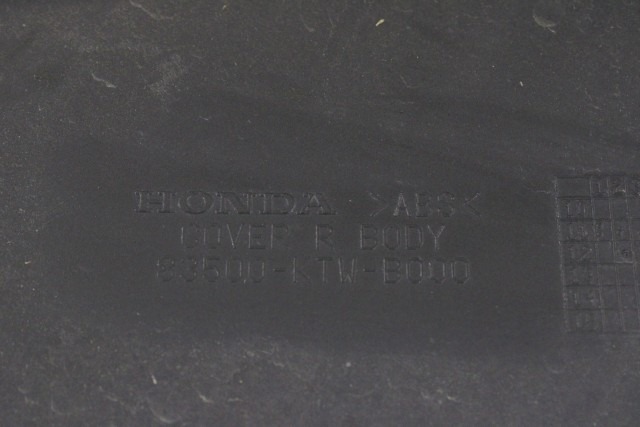 HONDA >ABS<
COVER R BODY
83500-KTW-B000